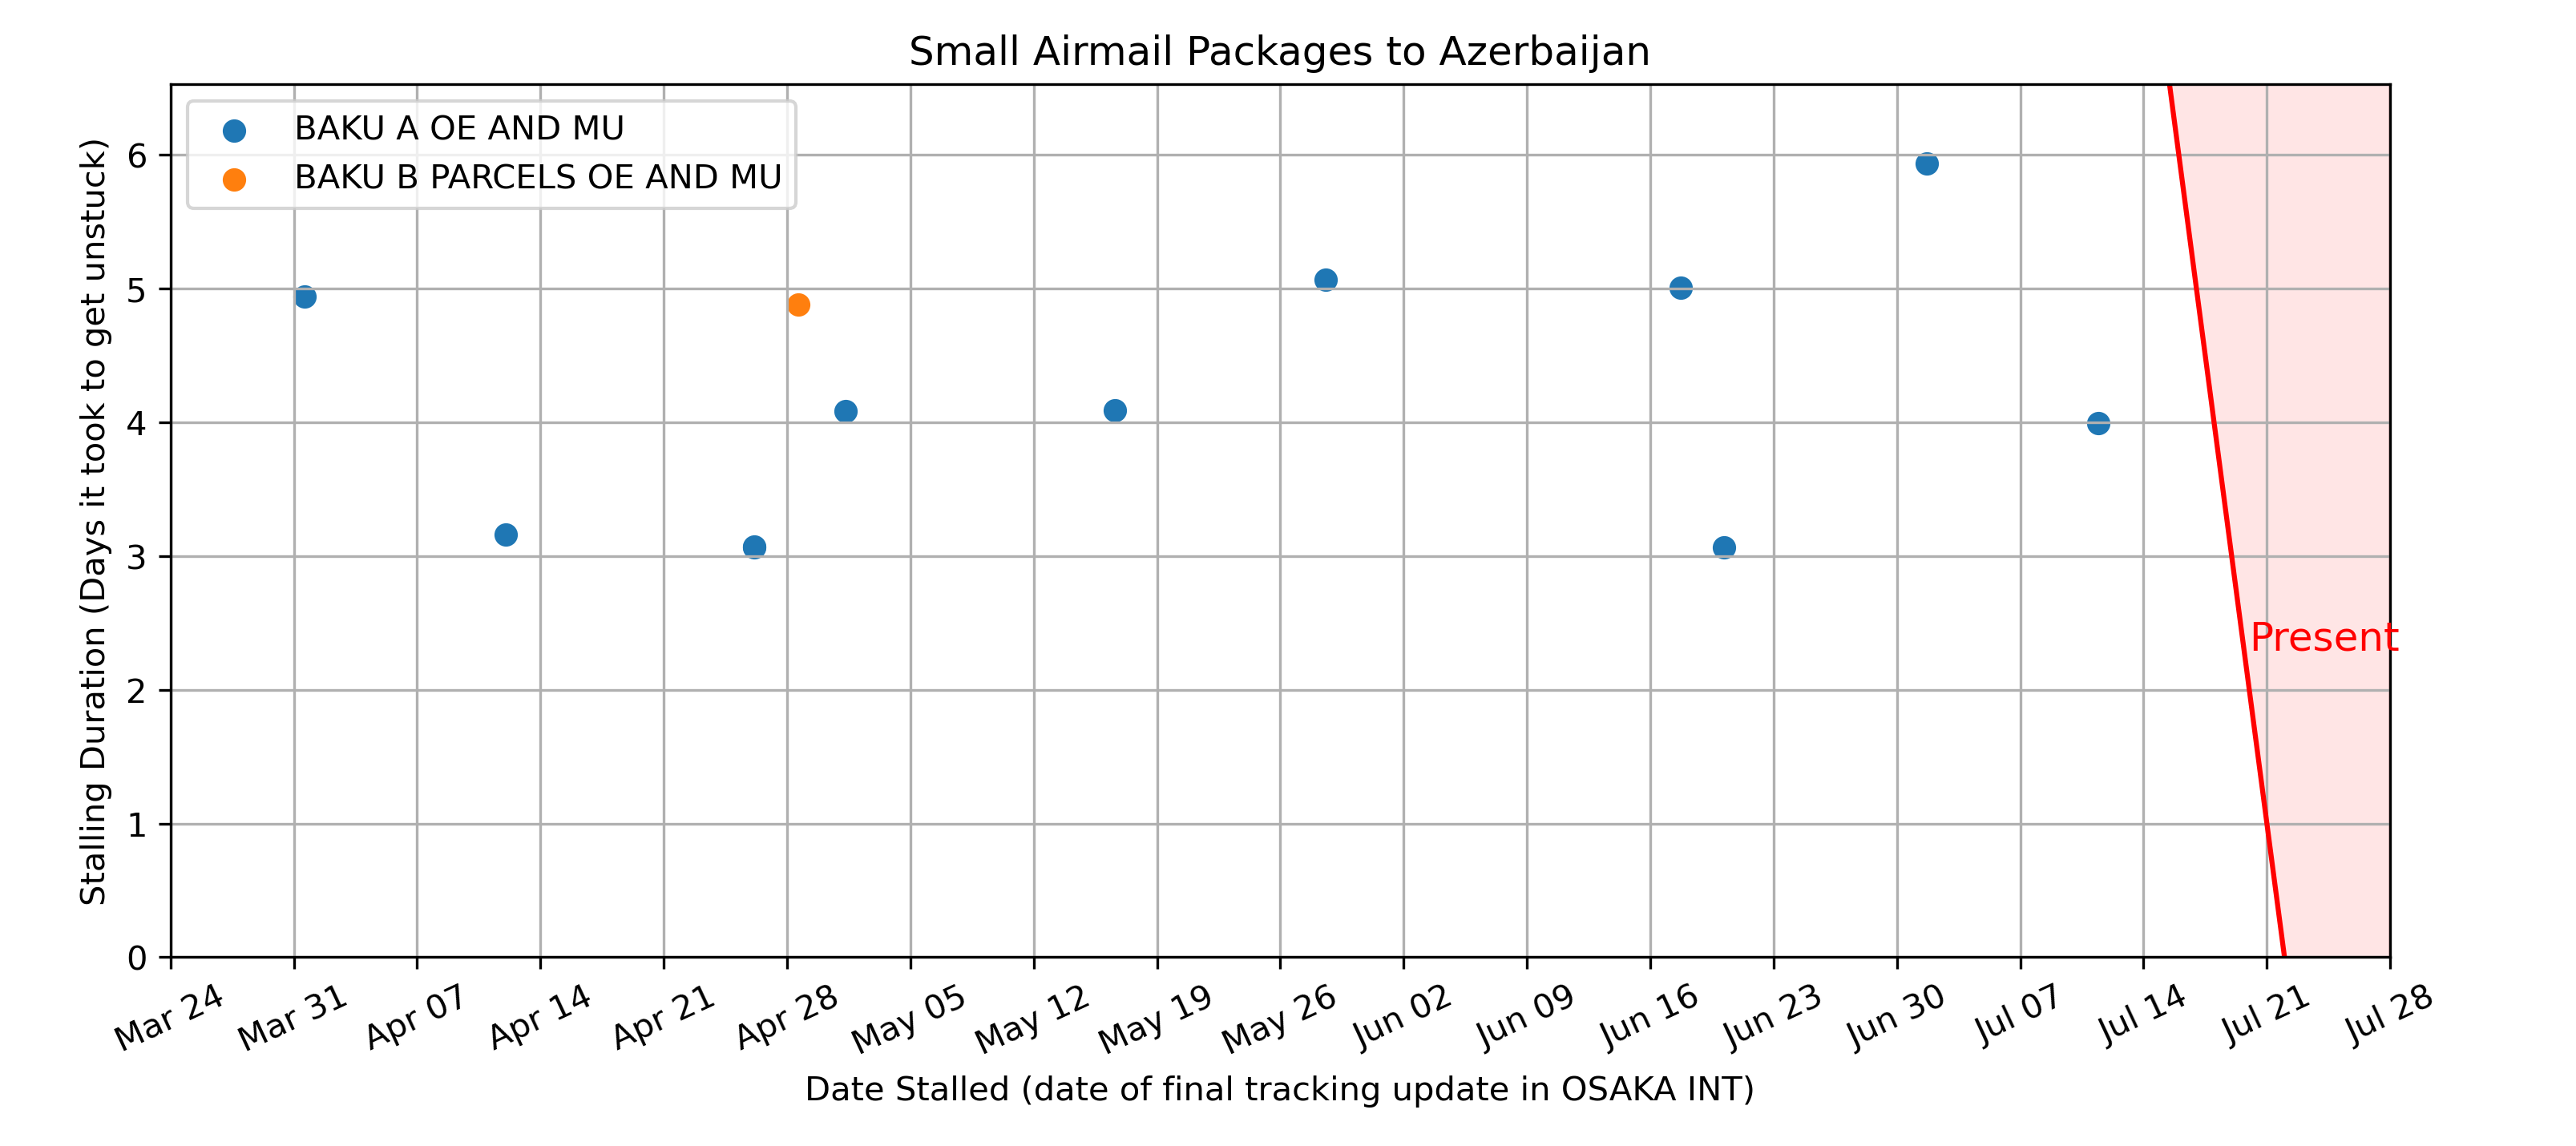 Small Airmail Packages to Azerbaijan
BAKU A OE AND MU
BAKU B PARCELS OE AND MU
Stalling Duration (Days it took to get unstuck)
6
5
4
3
2
1
0
Present
Mar 24
Mar 31
Apr 07
Apr 14
Apr 21
Apr 28
May 05
May 12
May 19
May 26
Jun 02
Jun 09
Jun 16
Jun 23
Jun 30
Jul 07
Jul 14
Jul 21
Jul 28
Date Stalled (date of final tracking update in OSAKA INT)